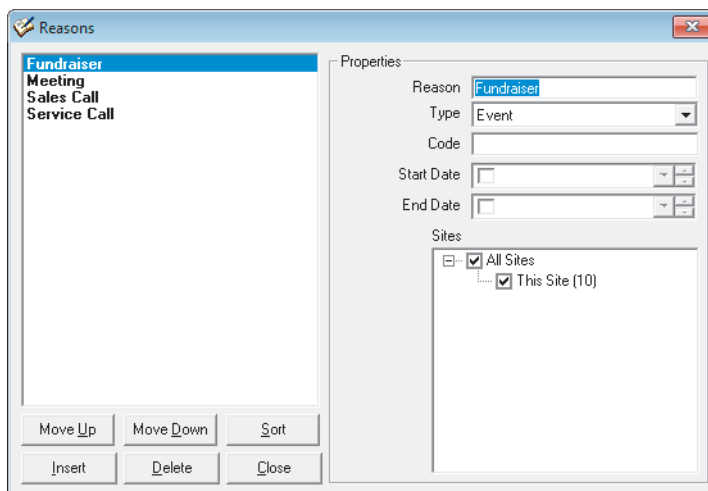 Reasons
Fundraiser
Meeting
Sales Call
Service Call
Properties
Reason Fundraiser
Type Event
Code
Start Date
End Date
Sites
All Sites
This Site (10)
Move Up Move Down Sort
Insert Delete Close